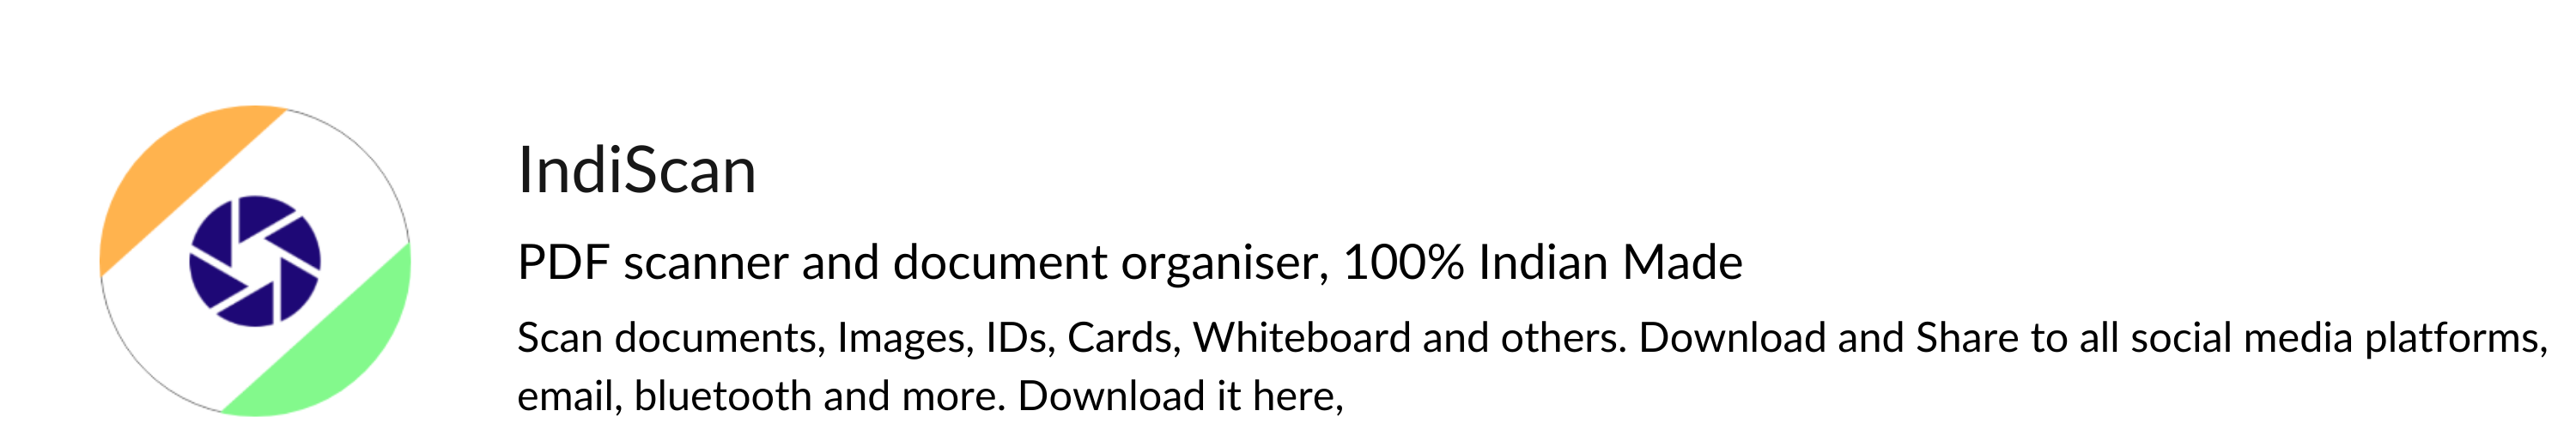 IndiScan
PDF scanner and document organiser, 100% Indian Made
Scan documents, Images, IDs, Cards, Whiteboard and others. Download and Share to all social media platforms,
email, bluetooth and more. Download it here,